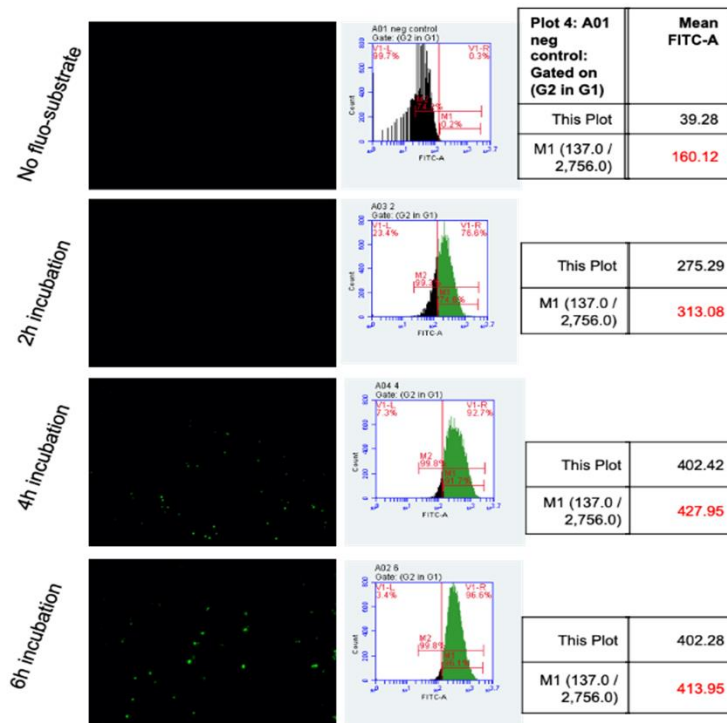 No fluo-substrate
A01 neg control
Gate: (G2 in G1)
V1-L
99.7%
V1-R
0.3%
M1
0.2%
Count
FITC-A
Plot 4: A01
neg
control:
Gated on
(G2 in G1)
Mean
FITC-A
This Plot
39.28
M1 (137.0 /
2,756.0)
160.12
2h incubation
A03 2
Gate: (G2 in G1)
V1-L
23.4%
V1-R
76.6%
M2
M1
Count
FITC-A
This Plot
275.29
M1 (137.0 /
2,756.0)
313.08
4h incubation
A04 4
Gate: (G2 in G1)
V1-L
7.3%
V1-R
92.7%
M2
99.8%
M1
Count
FITC-A
This Plot
402.42
M1 (137.0 /
2,756.0)
427.95
6h incubation
A02 6
Gate: (G2 in G1)
V1-L
3.4%
V1-R
96.6%
M2
99.8%
M1
Count
FITC-A
This Plot
402.28
M1 (137.0 /
2,756.0)
413.95